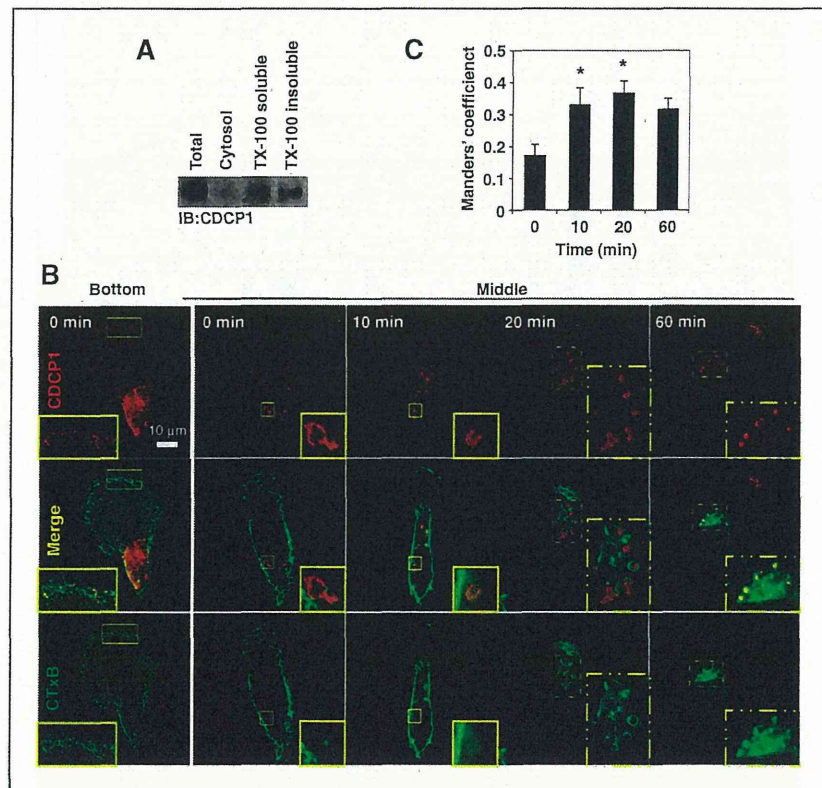 A
Total
Cytosol
TX-100 soluble
TX-100 insoluble
IB:CDCP1
C
Manders' coefficienct
0.5
0.4
0.3
0.2
0.1
0
* *
0 10 20 60
Time (min)
B
Bottom
Middle
0 min
0 min
10 min
20 min
60 min
CDCP1
10 μm
Merge
CTxB